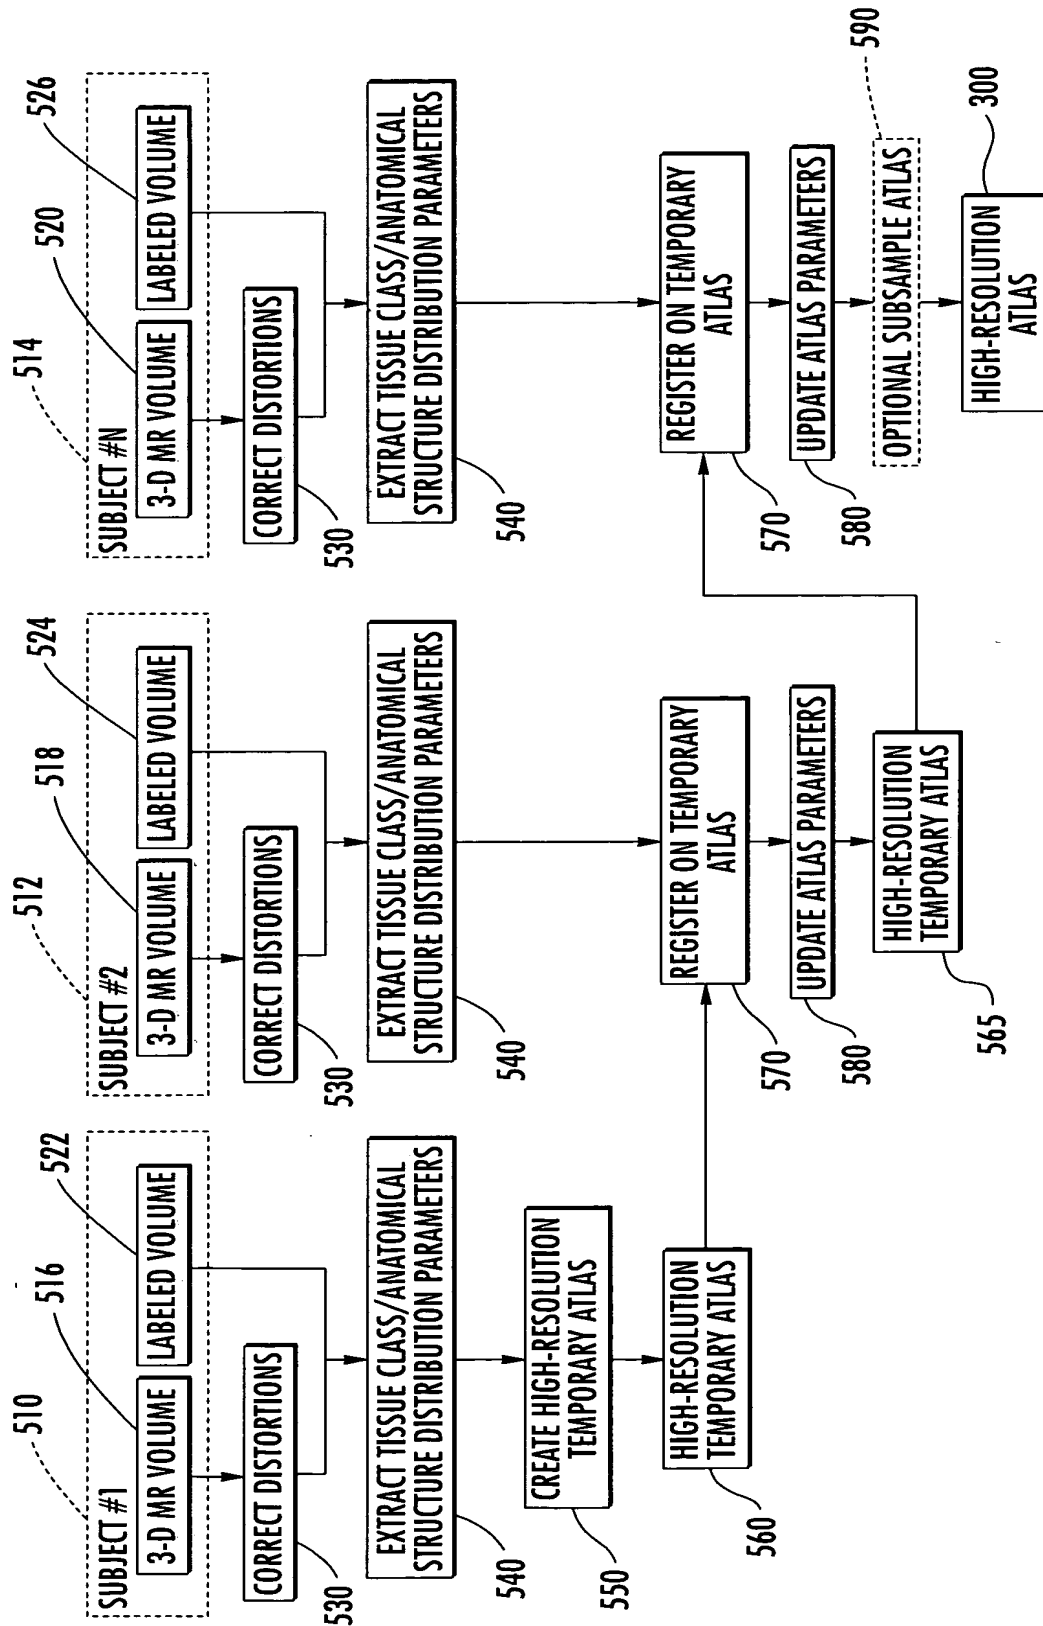 510
516
522
SUBJECT #1
3-D MR VOLUME
LABELED VOLUME
CORRECT DISTORTIONS
530
EXTRACT TISSUE CLASS/ANATOMICAL
STRUCTURE DISTRIBUTION PARAMETERS
540
CREATE HIGH-RESOLUTION
TEMPORARY ATLAS
550
HIGH-RESOLUTION
TEMPORARY ATLAS
560
512
518
524
SUBJECT #2
3-D MR VOLUME
LABELED VOLUME
CORRECT DISTORTIONS
530
EXTRACT TISSUE CLASS/ANATOMICAL
STRUCTURE DISTRIBUTION PARAMETERS
540
REGISTER ON TEMPORARY
ATLAS
570
UPDATE ATLAS PARAMETERS
580
HIGH-RESOLUTION
TEMPORARY ATLAS
565
514
520
526
SUBJECT #N
3-D MR VOLUME
LABELED VOLUME
CORRECT DISTORTIONS
530
EXTRACT TISSUE CLASS/ANATOMICAL
STRUCTURE DISTRIBUTION PARAMETERS
540
REGISTER ON TEMPORARY
ATLAS
570
UPDATE ATLAS PARAMETERS
580
OPTIONAL SUBSAMPLE ATLAS
590
HIGH-RESOLUTION
ATLAS
300